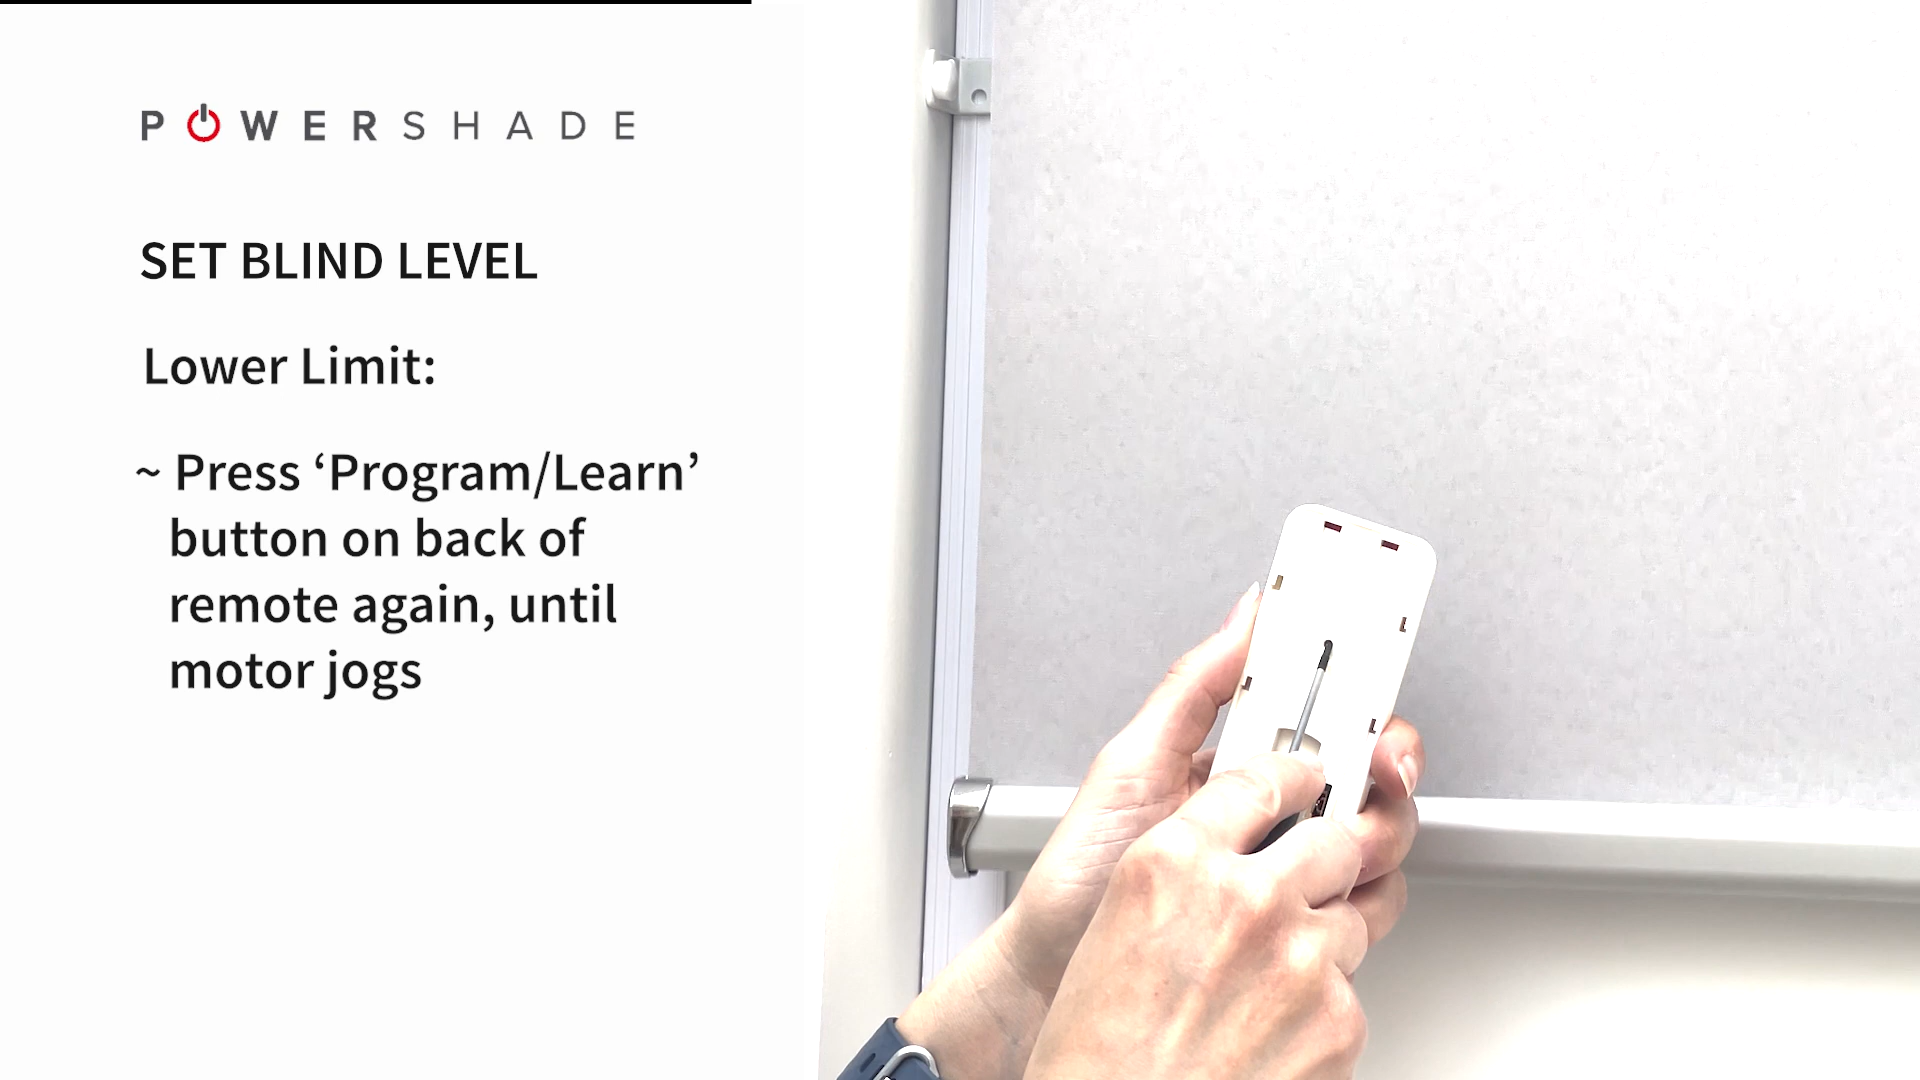 POWERSHADE
SET BLIND LEVEL
Lower Limit:
~ Press ‘Program/Learn’
button on back of
remote again, until
motor jogs